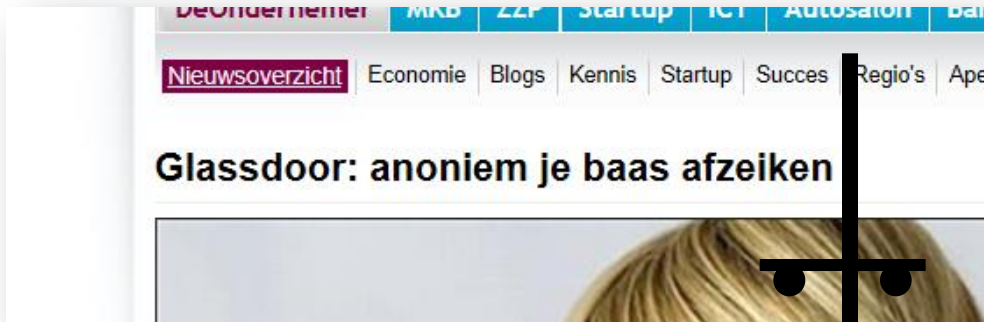 DeOndernemer MKB ZZP Startup ICT Autosalon
Nieuwsoverzicht Economie Blogs Kennis Startup Succes Regio's
Glassdoor: anoniem je baas afzeiken